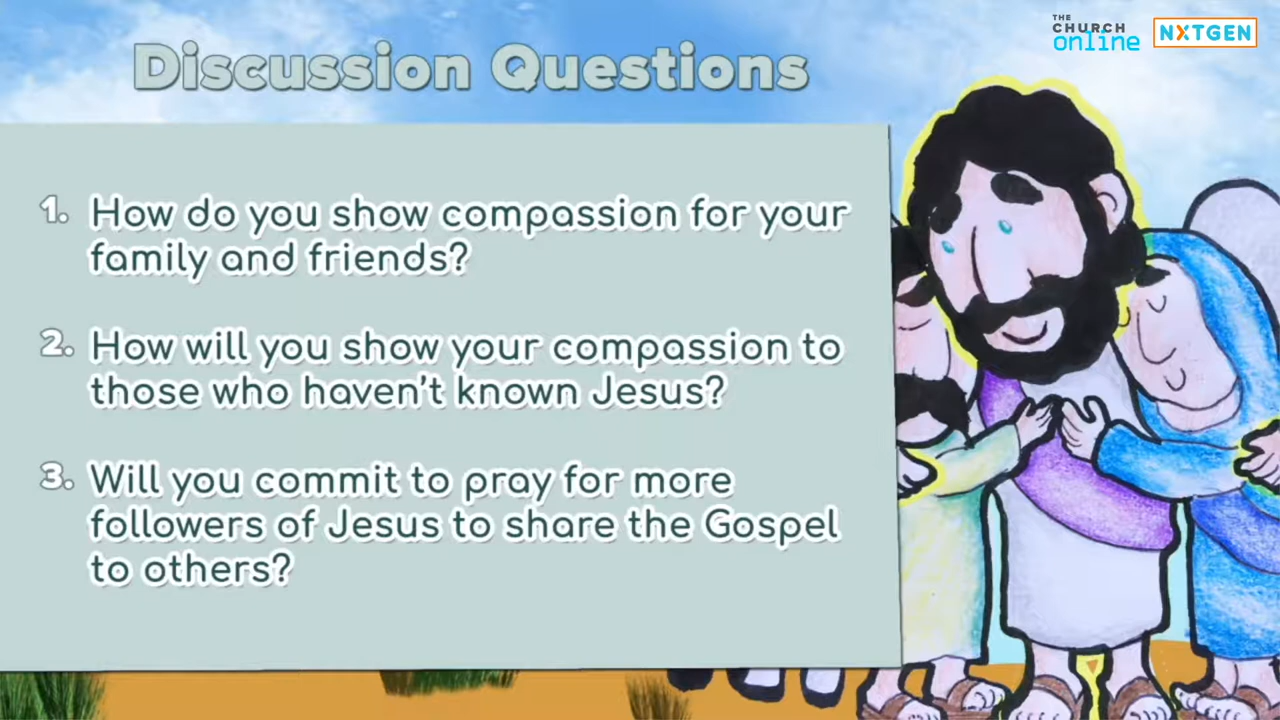 THE
CHURCH
online
NXTGEN
Discussion Questions
1. How do you show compassion for your
family and friends?
2. How will you show your compassion to
those who haven't known Jesus?
3. Will you commit to pray for more
followers of Jesus to share the Gospel
to others?